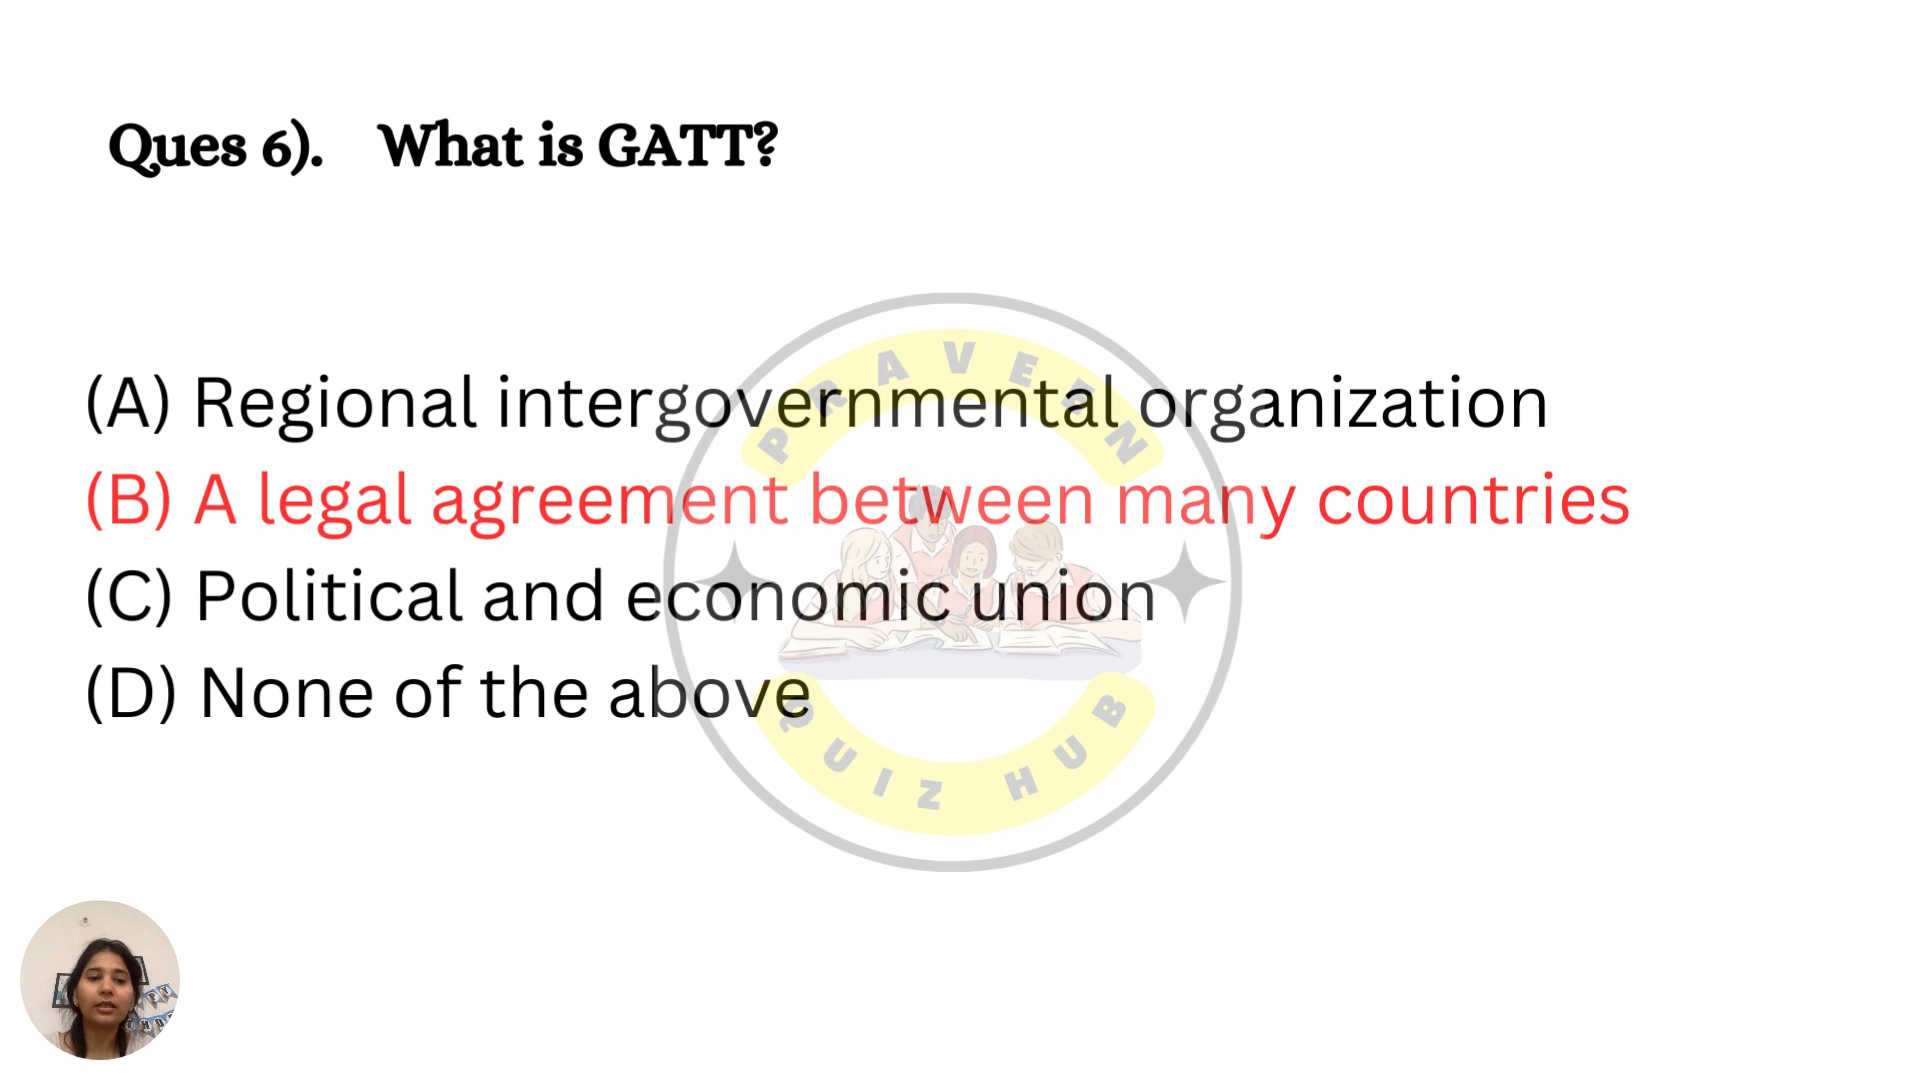 Ques 6). What is GATT?
(A) Regional intergovernmental organization
(B) A legal agreement between many countries
(C) Political and economic union
(D) None of the above
PRAVEEN
QUIZ HUB